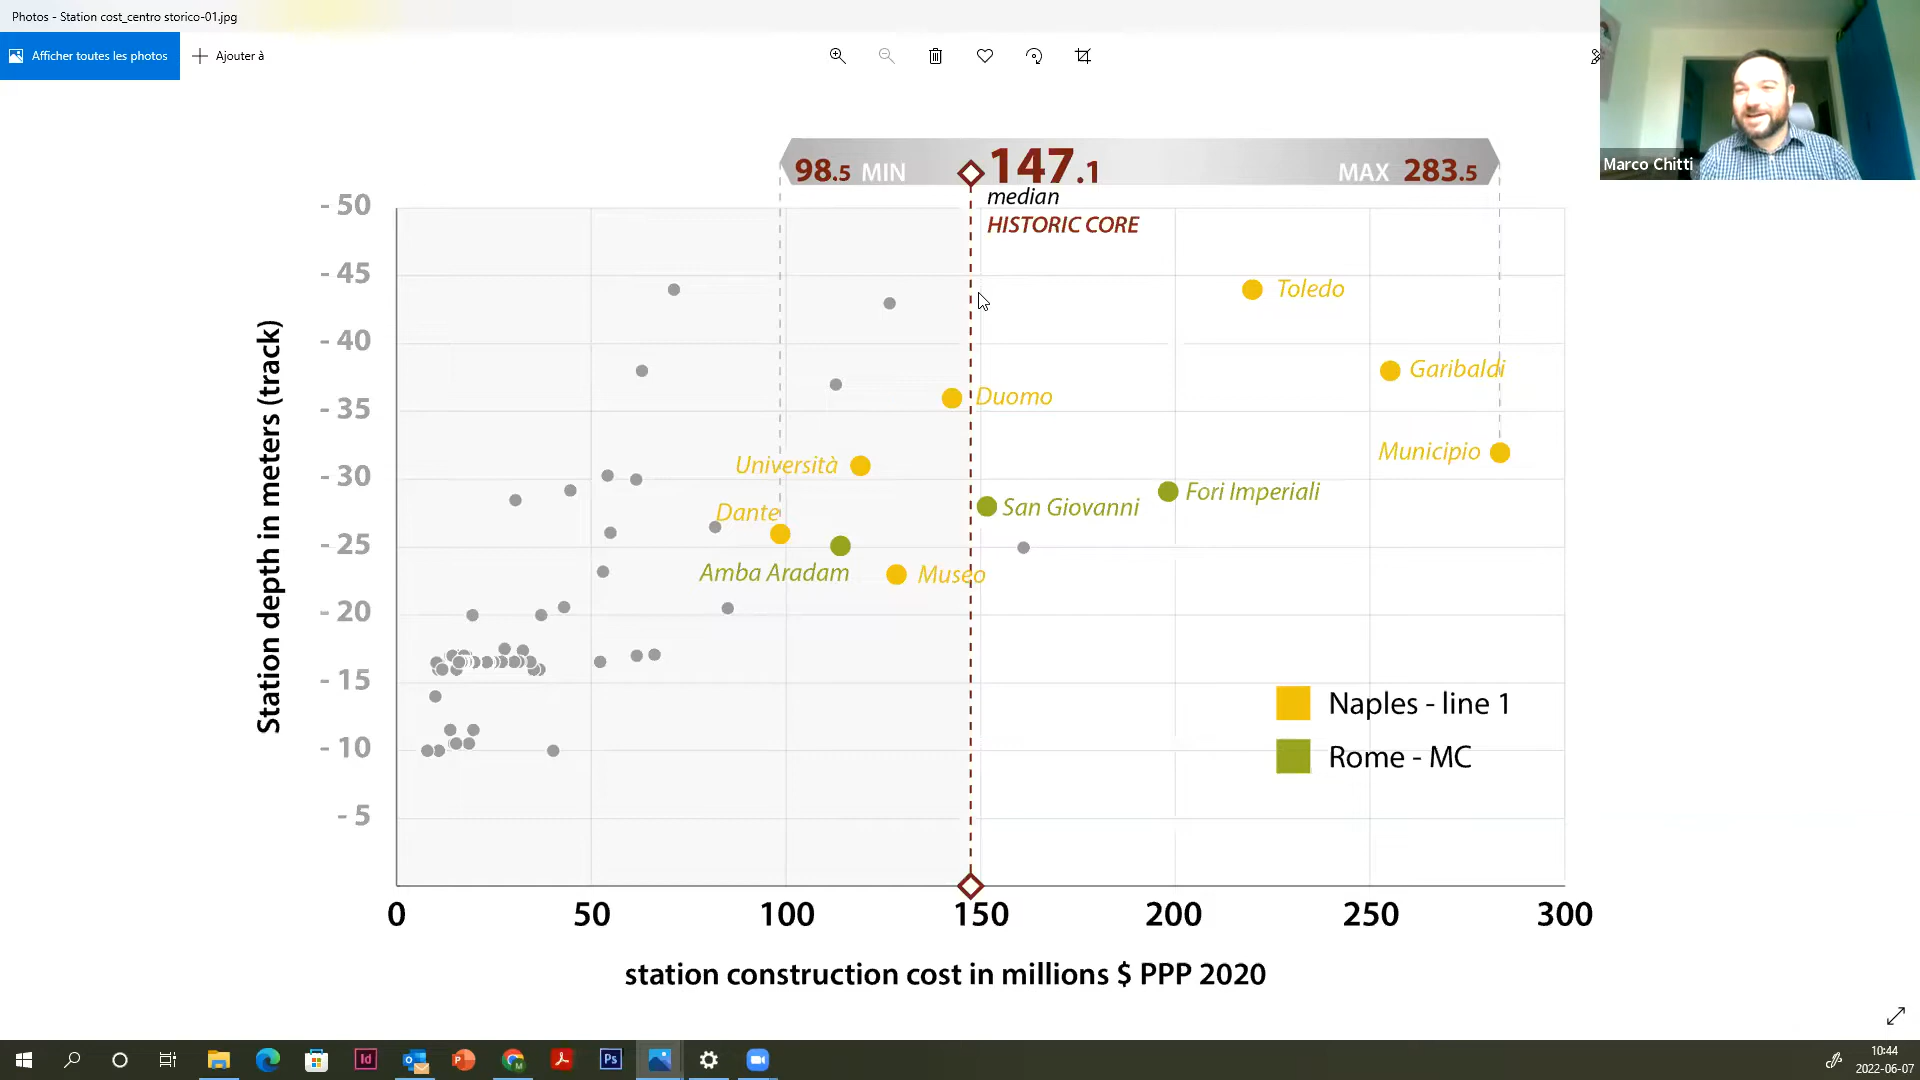 Photos - Station cost_centro storico-01.jpg
Afficher toutes les photos
Ajouter à
Marco Chitti
98.5 MIN
147.1
MAX 283.5
median
HISTORIC CORE
- 50
- 45
- 40
- 35
- 30
- 25
- 20
- 15
- 10
- 5
Station depth in meters (track)
Toledo
Garibaldi
Duomo
Municipio
Università
Fori Imperiali
San Giovanni
Dante
Amba Aradam
Museo
Naples - line 1
Rome - MC
0 50 100 150 200 250 300
station construction cost in millions $ PPP 2020
Id
P
M
Ps
10:44
2022-06-07